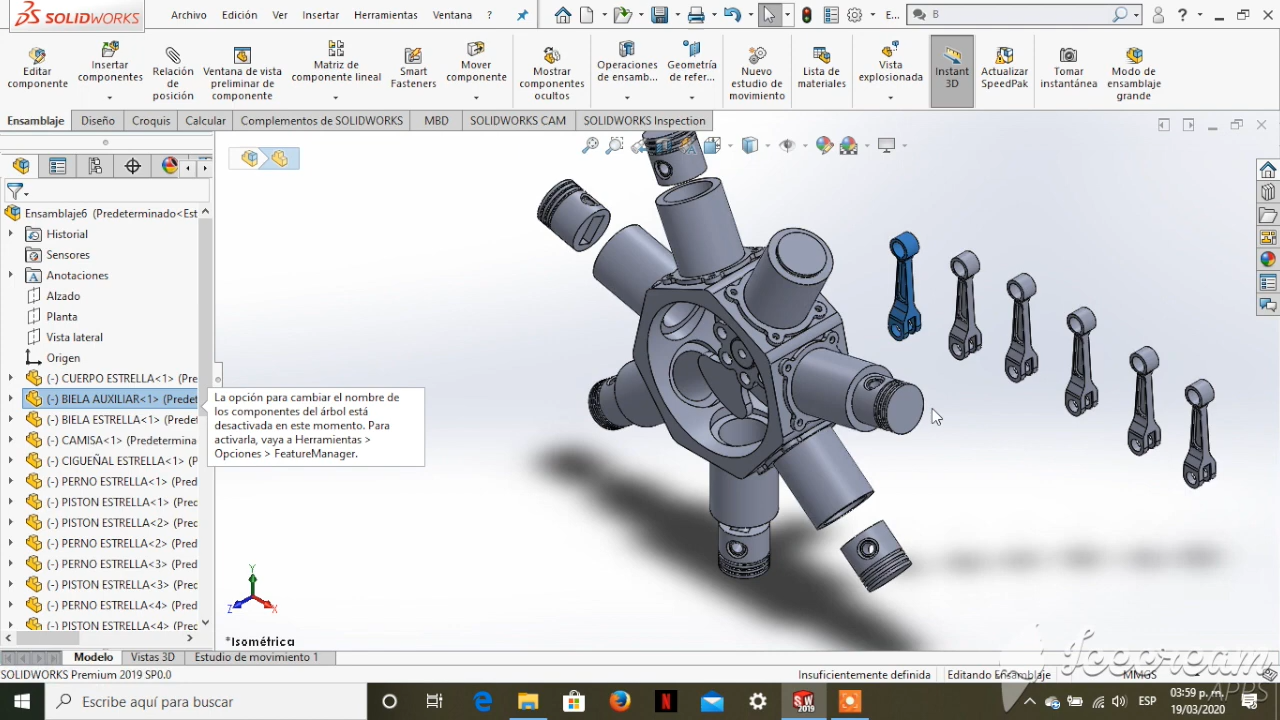 SOLIDWORKS
Archivo Edición Ver Insertar Herramientas Ventana ? E... B ?
Editar componente
Insertar componentes
Relación de posición
Ventana de vista preliminar de componente
Matriz de componente lineal
Smart Fasteners
Mover componente
Mostrar componentes ocultos
Operaciones de ensamb...
Geometría de refer...
Nuevo estudio de movimiento
Lista de materiales
Vista explosionada
Instant 3D
Actualizar SpeedPak
Tomar instantánea
Modo de ensamblaje grande
Ensamblaje Diseño Croquis Calcular Complementos de SOLIDWORKS MBD SOLIDWORKS CAM SOLIDWORKS Inspection
Ensamblaje6 (Predeterminado<Est
Historial
Sensores
Anotaciones
Alzado
Planta
Vista lateral
Origen
(-) CUERPO ESTRELLA<1> (Pre
(-) BIELA AUXILIAR<1> (Predet
(-) BIELA ESTRELLA<1> (Predet
(-) CAMISA<1> (Predetermina
(-) CIGUEÑAL ESTRELLA<1> (P
(-) PERNO ESTRELLA<1> (Pred
(-) PISTON ESTRELLA<1> (Prec
(-) PISTON ESTRELLA<2> (Prec
(-) PERNO ESTRELLA<2> (Pred
(-) PERNO ESTRELLA<3> (Pred
(-) PISTON ESTRELLA<3> (Prec
(-) PERNO ESTRELLA<4> (Pred
(-) PISTON ESTRELLA<4> (Prec
La opción para cambiar el nombre de
los componentes del árbol está
desactivada en este momento. Para
activarla, vaya a Herramientas >
Opciones > FeatureManager.
Y
Z X
*Isométrica
Modelo Vistas 3D Estudio de movimiento 1
SOLIDWORKS Premium 2019 SP0.0 Insuficientemente definida Editando Ensamblaje MMGS
Icecream
APPS
Escribe aquí para buscar
N
SW
2019
ESP
03:59 p. m.
19/03/2020